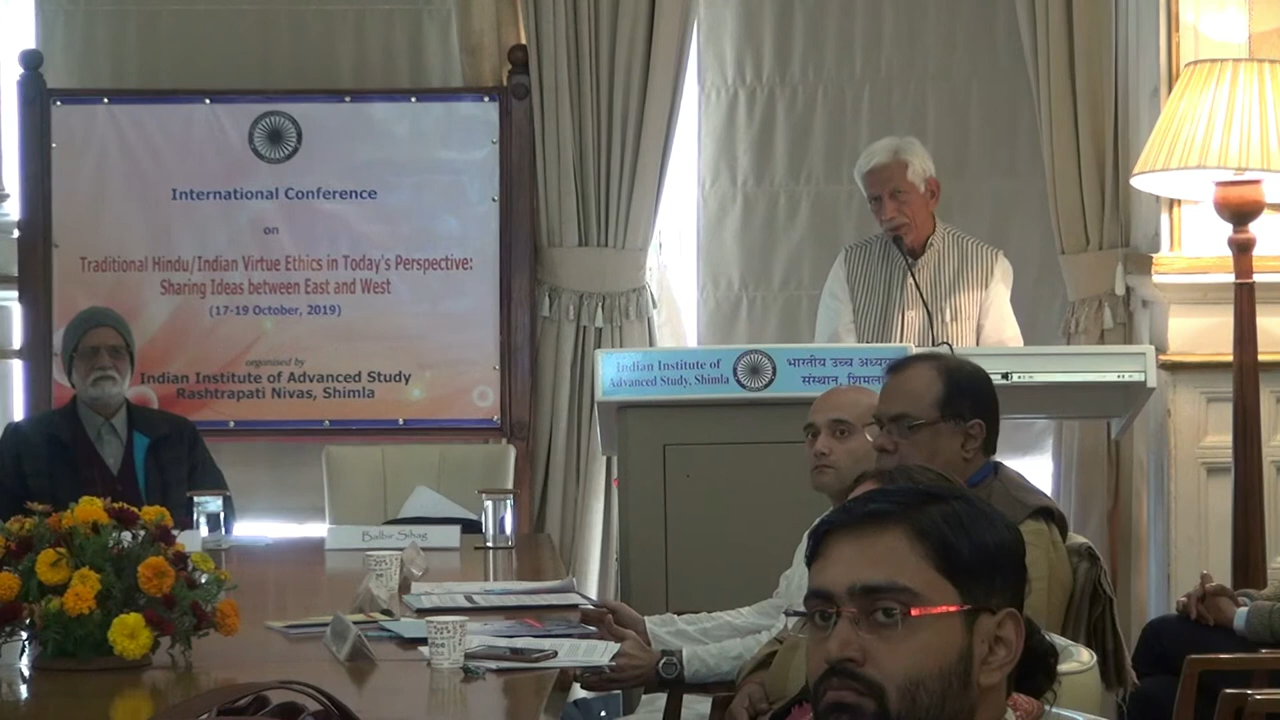 International Conference
on
Traditional Hindu/Indian Virtue Ethics in Today's Perspective:
Sharing Ideas between East and West
(17-19 October, 2019)
organised by
Indian Institute of Advanced Study
Rashtrapati Nivas, Shimla
Indian Institute of
Advanced Study, Shimla
भारतीय उच्च अध्ययन
संस्थान, शिमला
Balbir Sihag